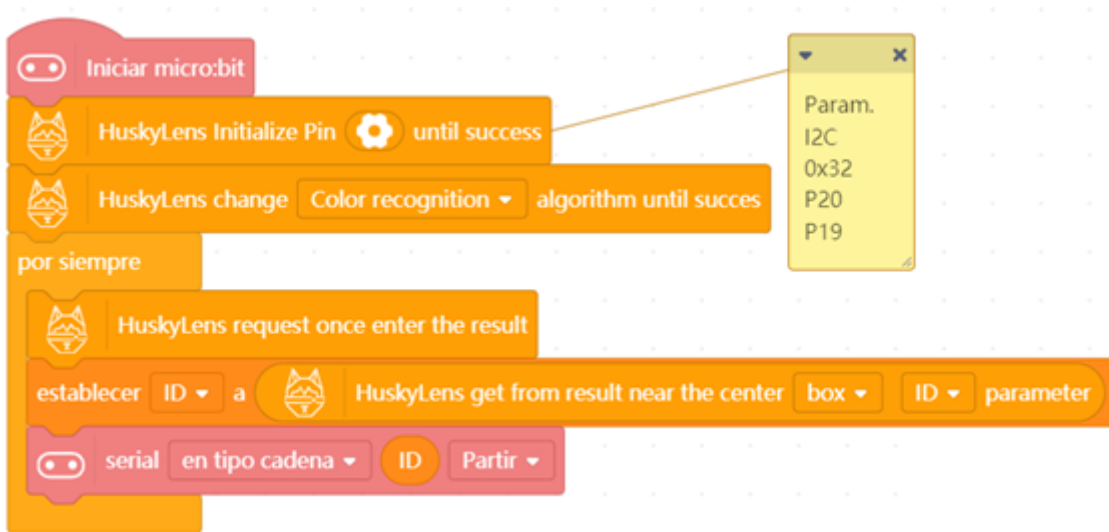 Iniciar micro:bit
HuskyLens Initialize Pin until success
HuskyLens change Color recognition algorithm until succes
por siempre
HuskyLens request once enter the result
establecer ID a HuskyLens get from result near the center box ID parameter
serial en tipo cadena ID Partir
Param.
I2C
0x32
P20
P19